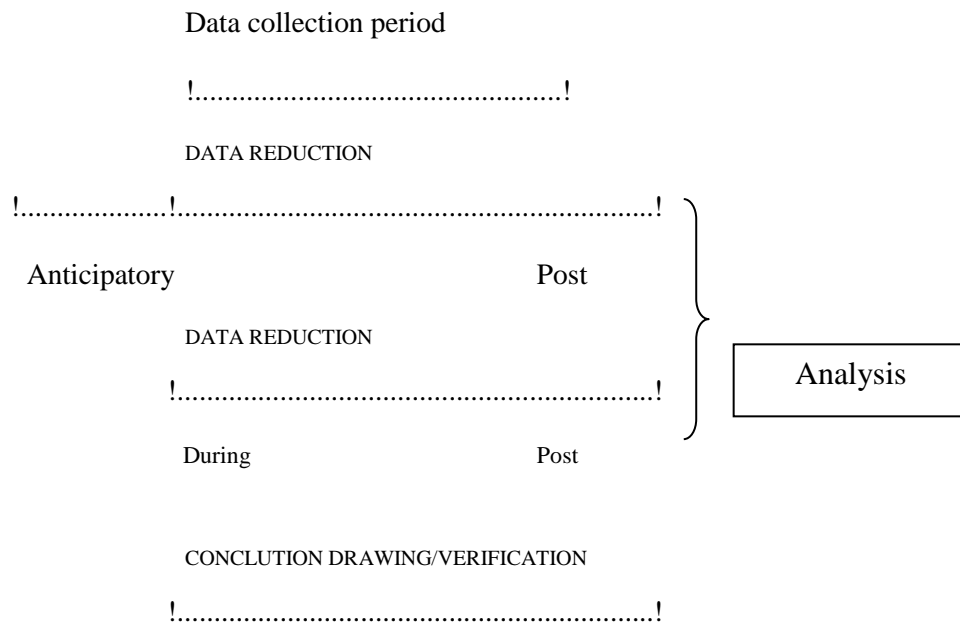 Data collection period
!..................................................!
DATA REDUCTION
!....................!.................................................................!
Anticipatory Post
DATA REDUCTION
!.................................................................!
Analysis
During Post
CONCLUTION DRAWING/VERIFICATION
!.................................................................!